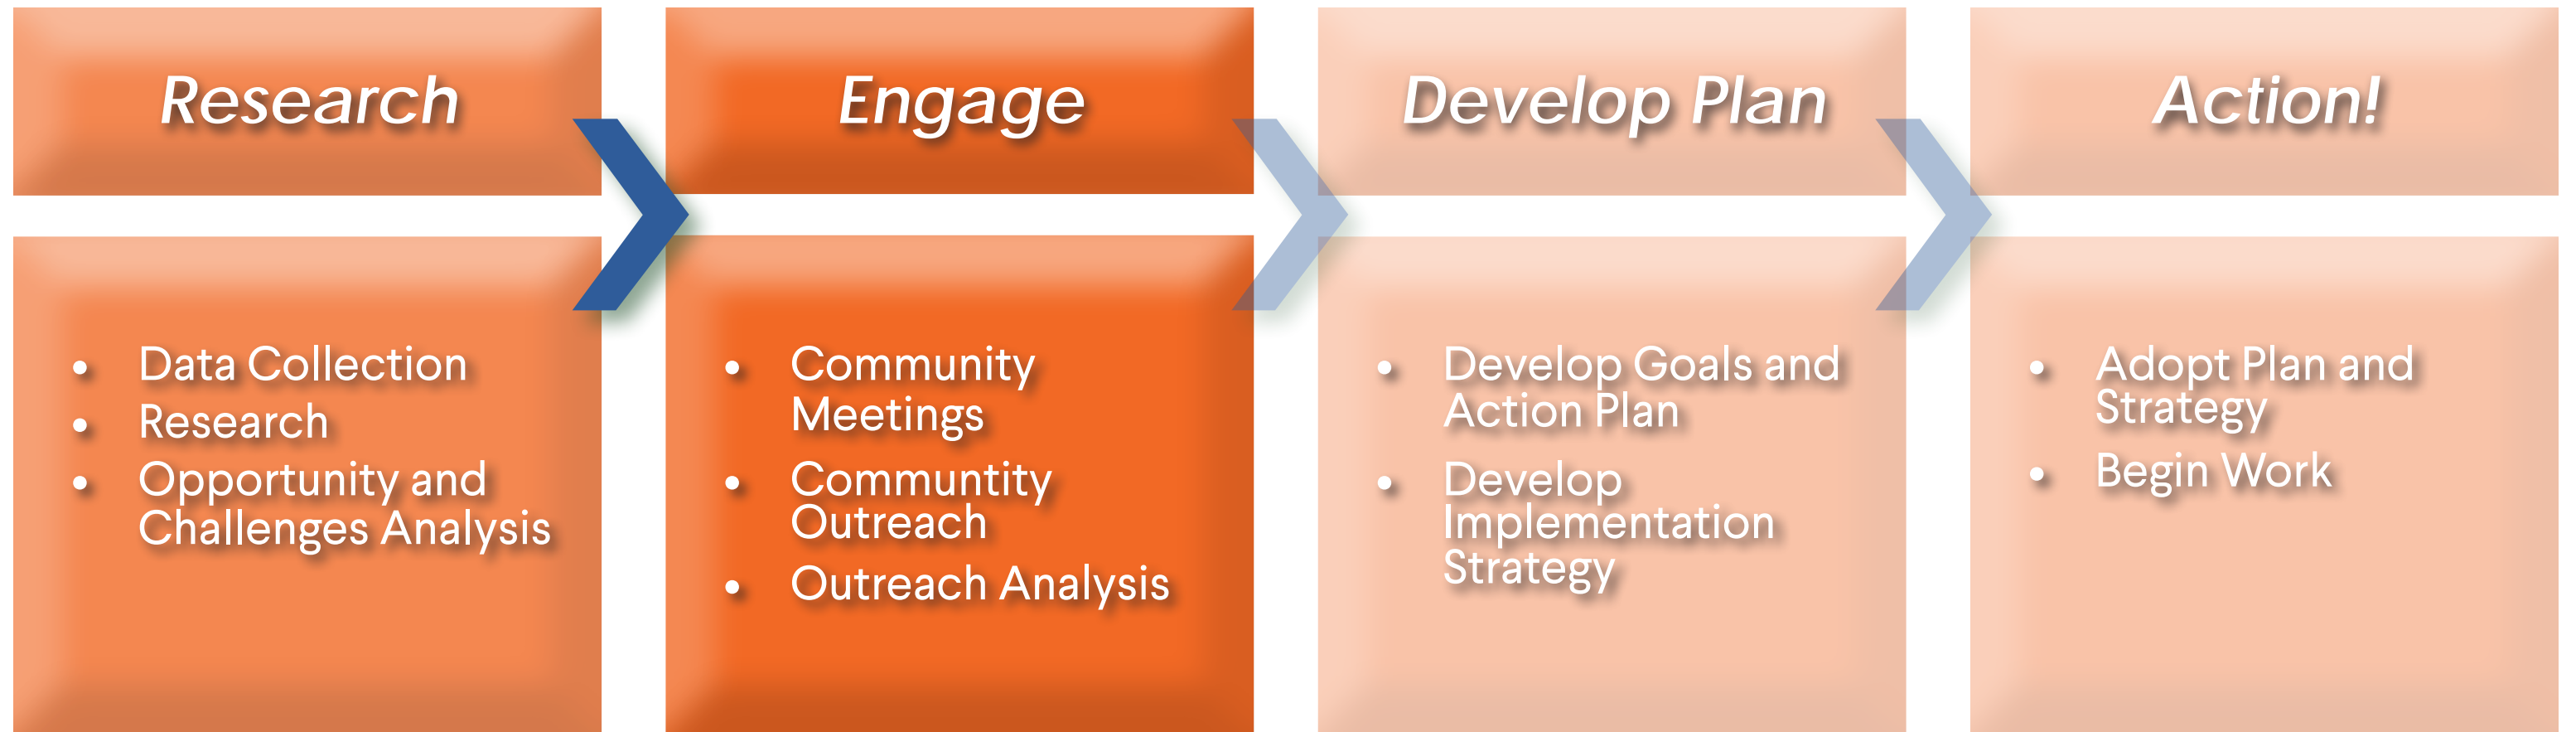 Research
• Data Collection
• Research
• Opportunity and
Challenges Analysis
Engage
• Community
Meetings
• Communtity
Outreach
• Outreach Analysis
Develop Plan
• Develop Goals and
Action Plan
• Develop
Implementation
Strategy
Action!
• Adopt Plan and
Strategy
• Begin Work